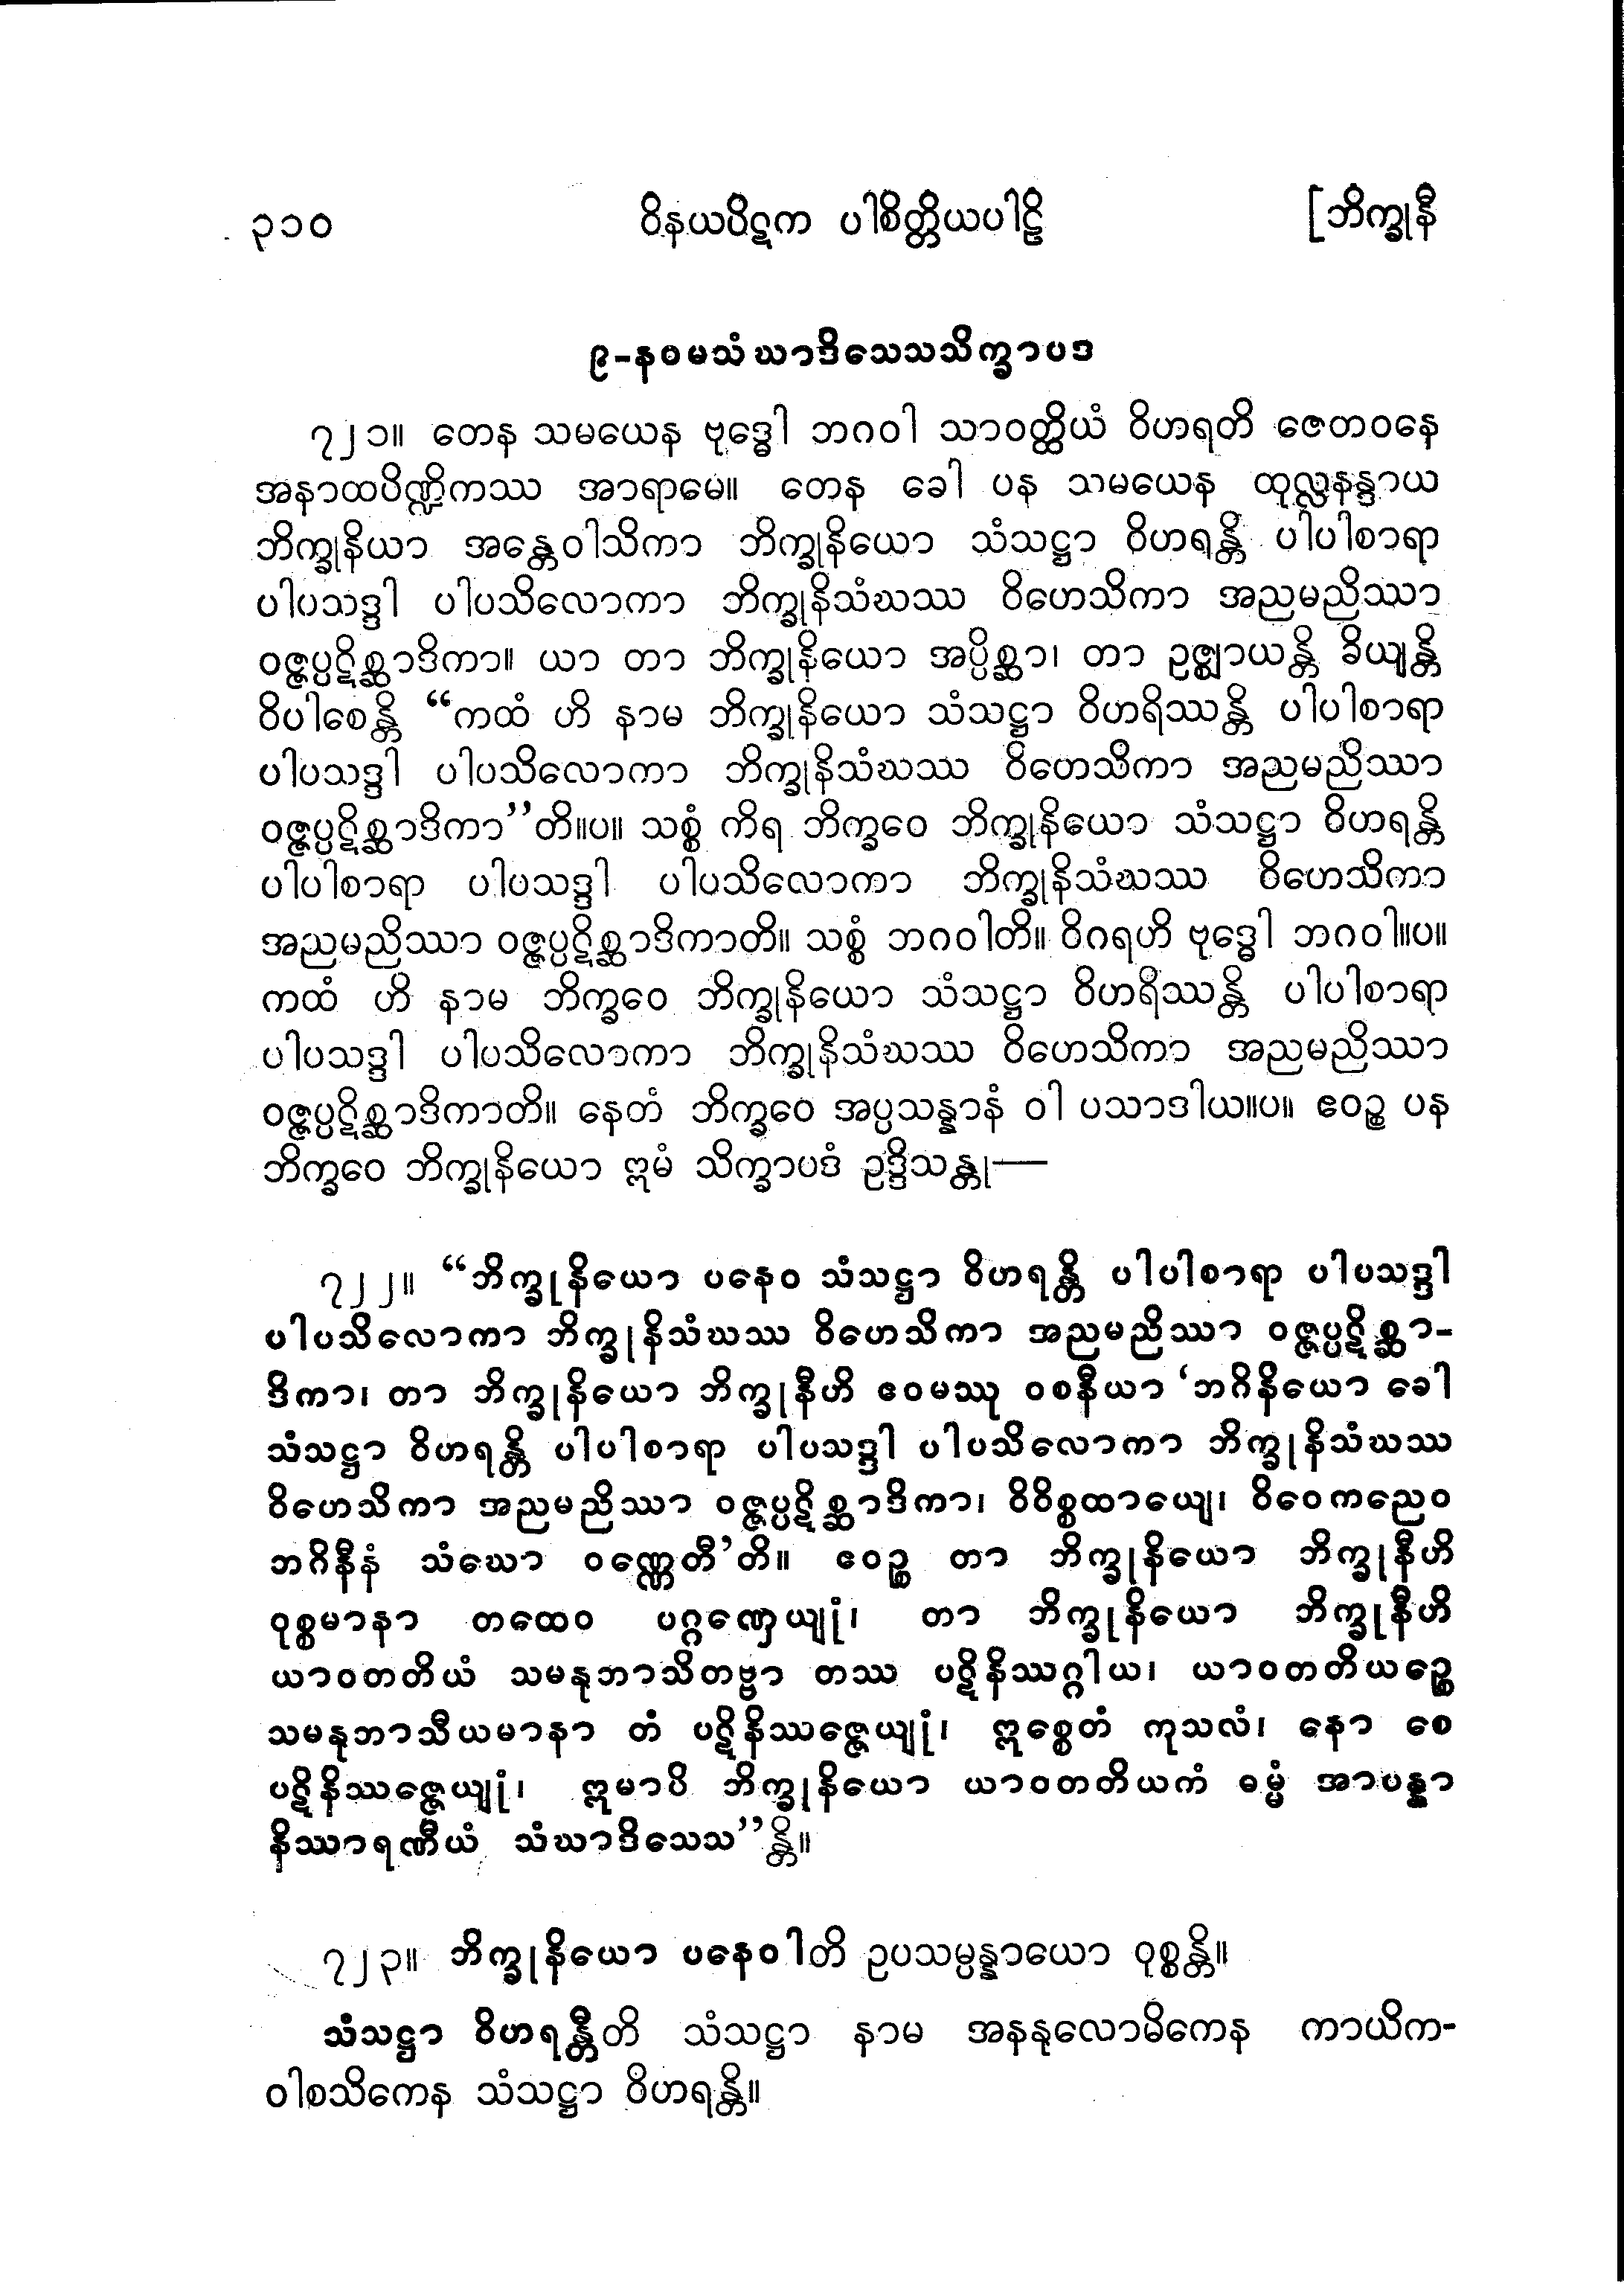 ၃၁၀ ဝိနယပိဋက ပါစိတ္တိယပါဠိ [ဘိက္ခုနီ
၉-နဝမသံဃာဒိသေသသိက္ခာပဒ
၇၂၁။ တေန သမယေန ဗုဒ္ဓေါ ဘဂဝါ သာဝတ္ထိယံ ဝိဟရတိ ဇေတဝနေ
အနာထပိဏ္ဍိကဿ အာရာမေ။ တေန ခေါ ပန သမယေန ထုလ္လနန္ဒာယ
ဘိက္ခုနိယာ အန္တေဝါသိကာ ဘိက္ခုနိယော သံသဋ္ဌာ ဝိဟရန္တိ ပါပါစာရာ
ပါပသဒ္ဒါ ပါပသိလောကာ ဘိက္ခုနိသံဃဿ ဝိဟေသိကာ အညမညိဿာ
ဝဇ္ဇပ္ပဋိစ္ဆာဒိကာ။ ယာ တာ ဘိက္ခုနိယော အပ္ပိစ္ဆာ၊ တာ ဥဇ္ဈာယန္တိ ခိယျန္တိ
ဝိပါစေန္တိ “ကထံ ဟိ နာမ ဘိက္ခုနိယော သံသဋ္ဌာ ဝိဟရိဿန္တိ ပါပါစာရာ
ပါပသဒ္ဒါ ပါပသိလောကာ ဘိက္ခုနိသံဃဿ ဝိဟေသိကာ အညမညိဿာ
ဝဇ္ဇပ္ပဋိစ္ဆာဒိကာ”တိ။ပ။ သစ္စံ ကိရ ဘိက္ခဝေ ဘိက္ခုနိယော သံသဋ္ဌာ ဝိဟရန္တိ
ပါပါစာရာ ပါပသဒ္ဒါ ပါပသိလောကာ ဘိက္ခုနိသံဃဿ ဝိဟေသိကာ
အညမညိဿာ ဝဇ္ဇပ္ပဋိစ္ဆာဒိကာတိ။ သစ္စံ ဘဂဝါတိ။ ဝိဂရဟိ ဗုဒ္ဓေါ ဘဂဝါ။ပ။
ကထံ ဟိ နာမ ဘိက္ခဝေ ဘိက္ခုနိယော သံသဋ္ဌာ ဝိဟရိဿန္တိ ပါပါစာရာ
ပါပသဒ္ဒါ ပါပသိလောကာ ဘိက္ခုနိသံဃဿ ဝိဟေသိကာ အညမညိဿာ
ဝဇ္ဇပ္ပဋိစ္ဆာဒိကာတိ။ နေတံ ဘိက္ခဝေ အပ္ပသန္နာနံ ဝါ ပသာဒါယ။ပ။ ဧဝဉ္စ ပန
ဘိက္ခဝေ ဘိက္ခုနိယော ဣမံ သိက္ခာပဒံ ဥဒ္ဒိသန္တု—
၇၂၂။ “ဘိက္ခုနိယော ပနေဝ သံသဋ္ဌာ ဝိဟရန္တိ ပါပါစာရာ ပါပသဒ္ဒါ
ပါပသိလောကာ ဘိက္ခုနိသံဃဿ ဝိဟေသိကာ အညမညိဿာ ဝဇ္ဇပ္ပဋိစ္ဆာ-
ဒိကာ၊ တာ ဘိက္ခုနိယော ဘိက္ခုနီဟိ ဧဝမဿု ဝစနီယာ ‘ဘဂိနိယော ခေါ
သံသဋ္ဌာ ဝိဟရန္တိ ပါပါစာရာ ပါပသဒ္ဒါ ပါပသိလောကာ ဘိက္ခုနိသံဃဿ
ဝိဟေသိကာ အညမညိဿာ ဝဇ္ဇပ္ပဋိစ္ဆာဒိကာ၊ ဝိဝိစ္စထာယျေ၊ ဝိဝေကညေဝ
ဘဂိနီနံ သံဃော ဝဏ္ဏေတီ’တိ။ ဧဝဉ္စ တာ ဘိက္ခုနိယော ဘိက္ခုနီဟိ
ဝုစ္စမာနာ တထေဝ ပဂ္ဂဏှေယျုံ၊ တာ ဘိက္ခုနိယော ဘိက္ခုနီဟိ
ယာဝတတိယံ သမနုဘာသိတဗ္ဗာ တဿ ပဋိနိဿဂ္ဂါယ၊ ယာဝတတိယဉ္စေ
သမနုဘာသီယမာနာ တံ ပဋိနိဿဇ္ဇေယျုံ၊ ဣစ္စေတံ ကုသလံ၊ နော စေ
ပဋိနိဿဇ္ဇေယျုံ၊ ဣမာပိ ဘိက္ခုနိယော ယာဝတတိယကံ ဓမ္မံ အာပန္နာ
နိဿာရဏီယံ သံဃာဒိသေသ”န္တိ။
၇၂၃။ ဘိက္ခုနိယော ပနေဝါတိ ဥပသမ္ပန္နာယော ဝုစ္စန္တိ။
သံသဋ္ဌာ ဝိဟရန္တီတိ သံသဋ္ဌာ နာမ အနနုလောမိကေန ကာယိက-
ဝါစသိကေန သံသဋ္ဌာ ဝိဟရန္တိ။